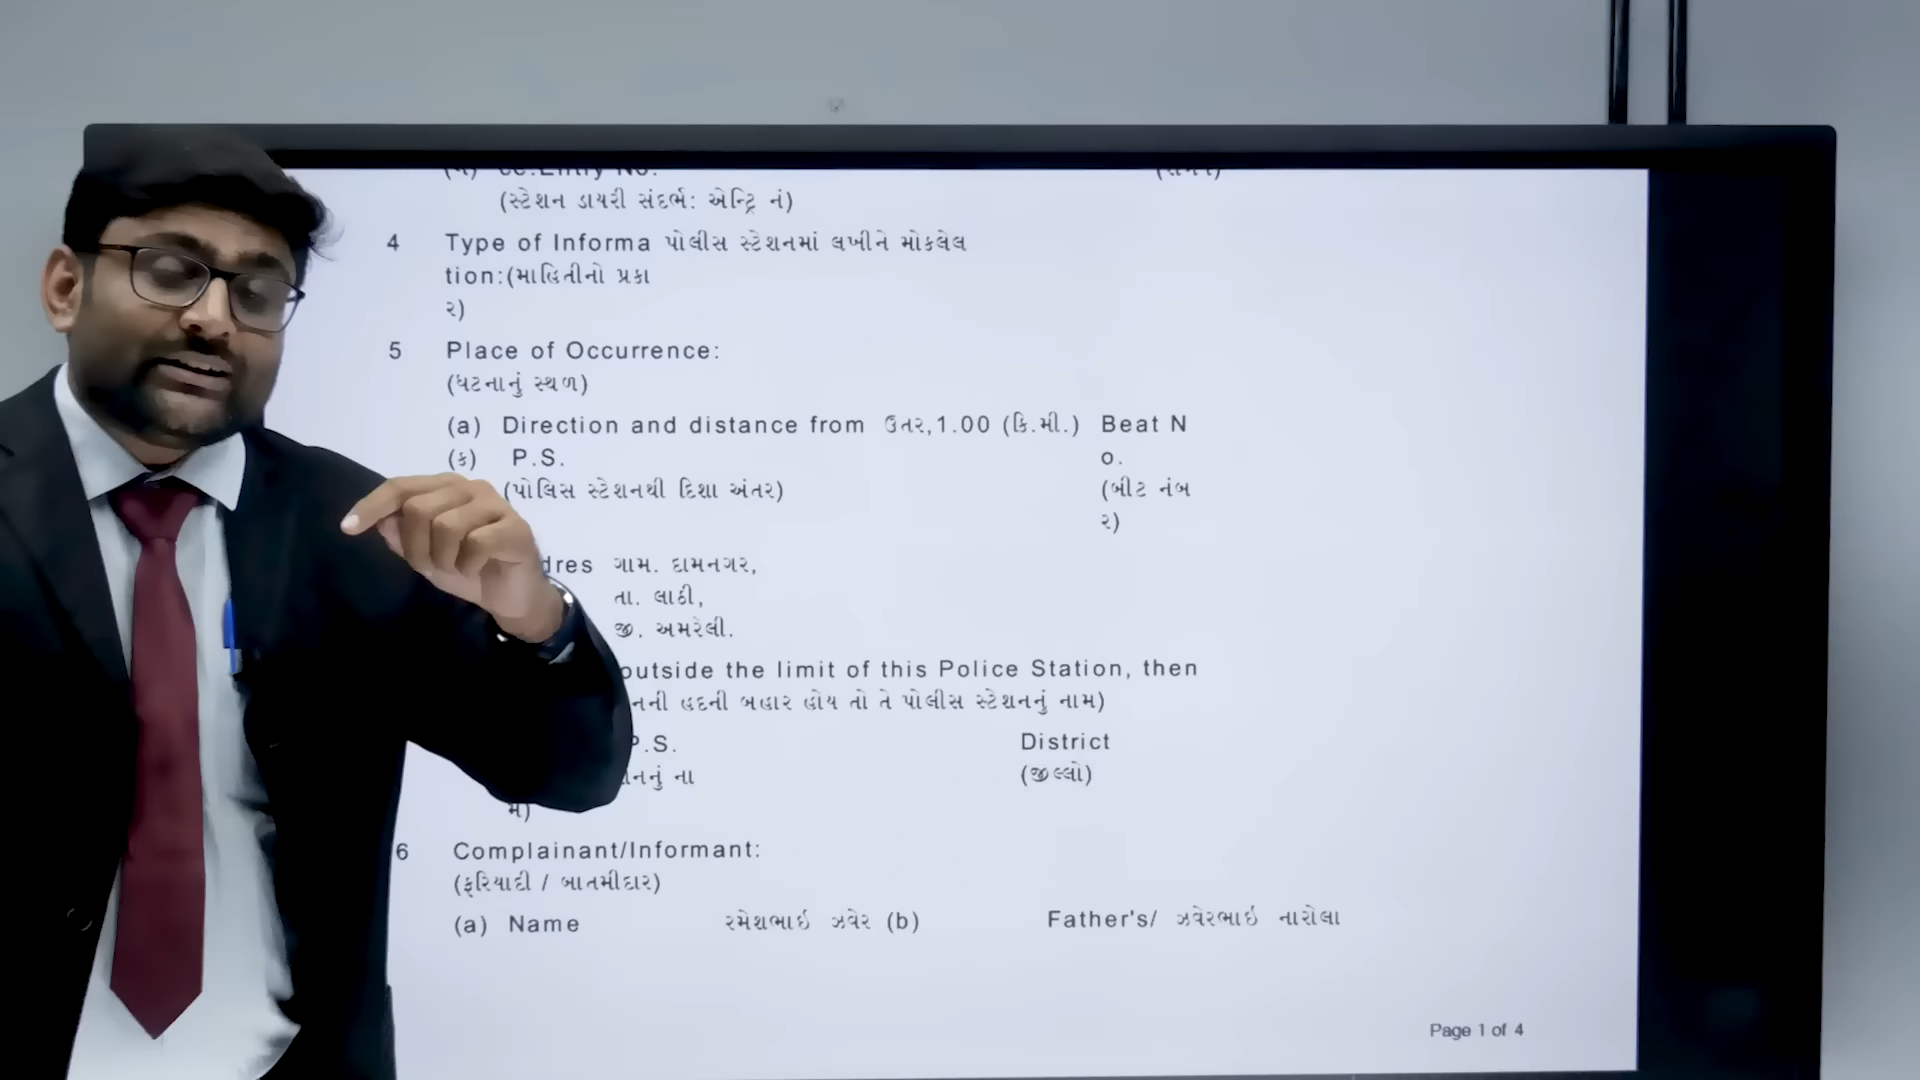 (સ્ટેશન ડાયરી સંદર્ભ: એન્ટ્રિ નં)
4 Type of Informa પોલીસ સ્ટેશનમાં લખીને મોકલેલ
tion:(માહિતીનો પ્રકા
ર)
5 Place of Occurrence:
(ઘટનાનું સ્થળ)
(a) Direction and distance from ઉતર,1.00 (કિ.મી.) Beat N
(ક) P.S. o.
(પોલિસ સ્ટેશનથી દિશા અંતર) (બીટ નંબ
ર)
dres ગામ. દામનગર,
તા. લાઠી,
જી. અમરેલી.
outside the limit of this Police Station, then
નની હદની બહાર હોય તો તે પોલીસ સ્ટેશનનું નામ)
P.S. District
નનું ના (જીલ્લો)
મ)
6 Complainant/Informant:
(ફરિયાદી / બાતમીદાર)
(a) Name રમેશભાઇ ઝવેર (b) Father's/ ઝવેરભાઇ નારોલા
Page 1 of 4